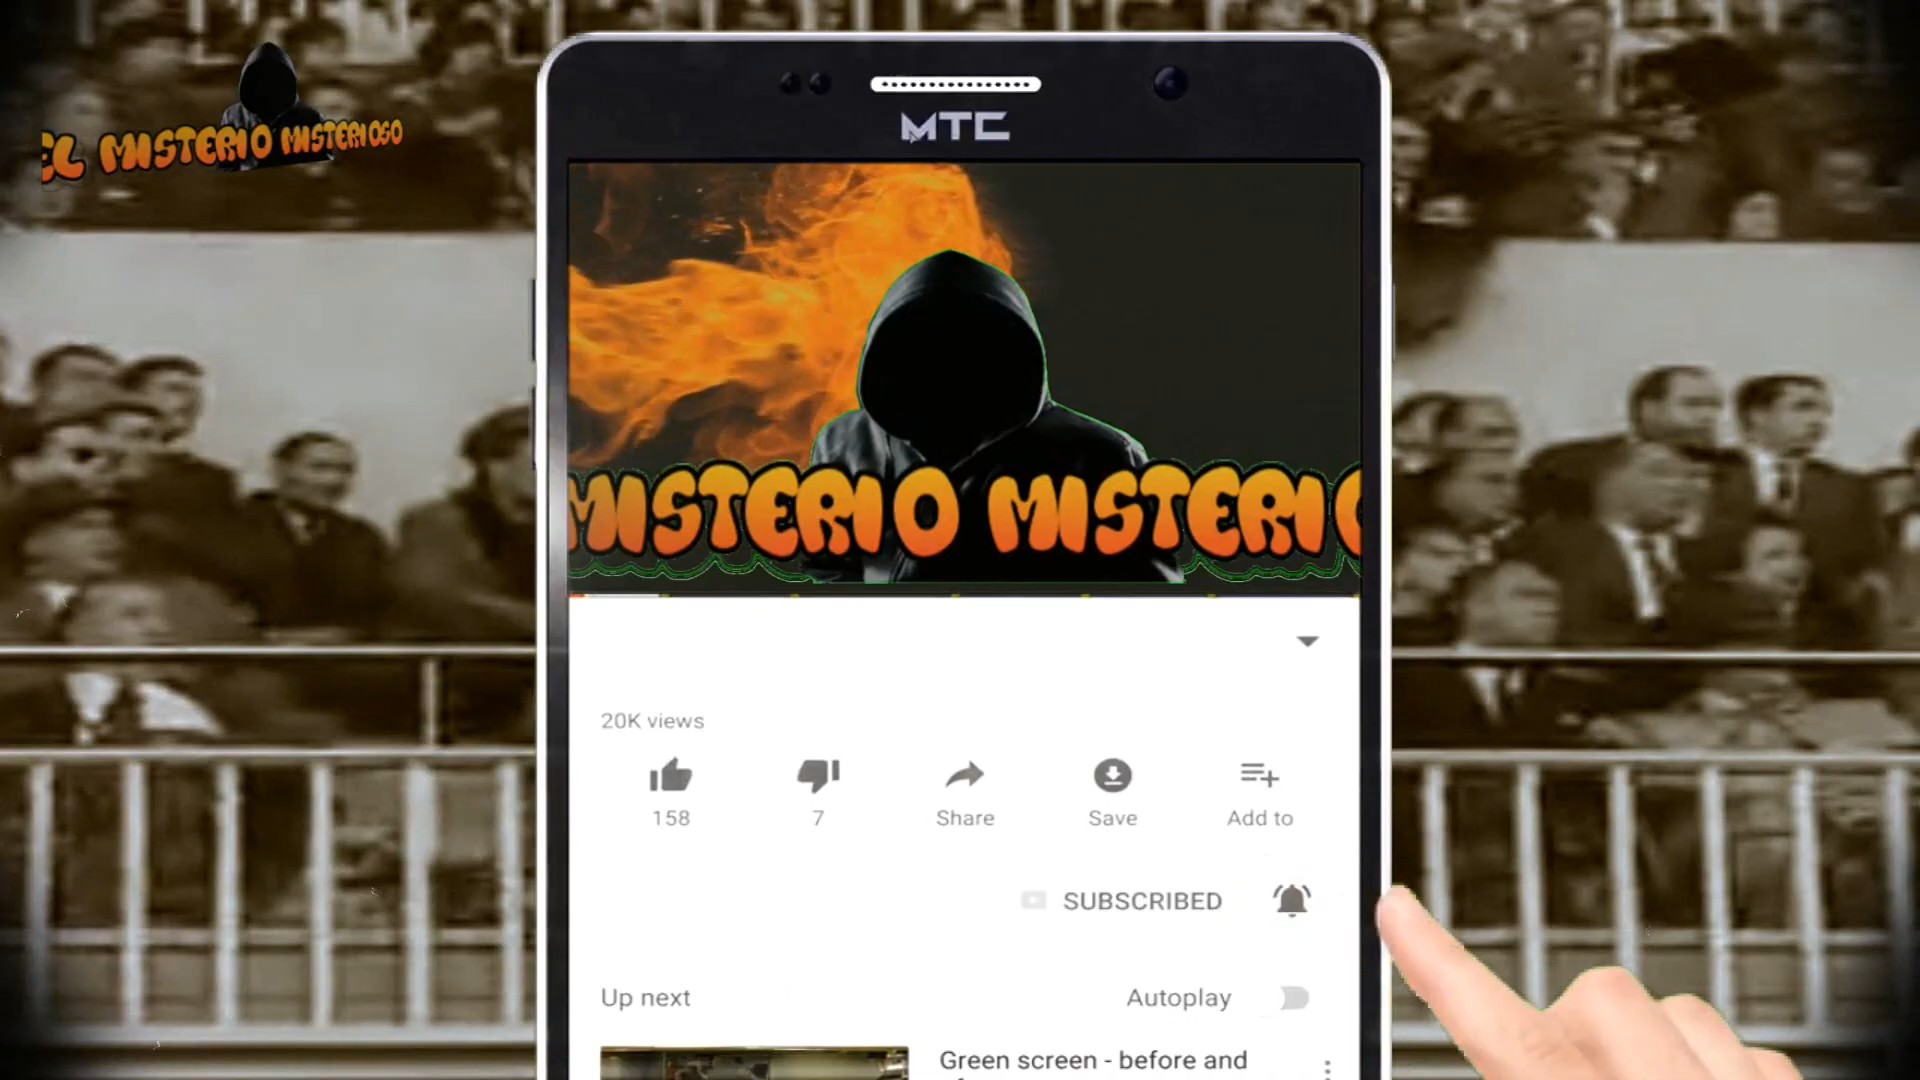 EL MISTERIO MISTERIOSO
MTC
MISTERIO MISTERIO
20K views
158
7
Share
Save
Add to
SUBSCRIBED
Up next
Autoplay
Green screen - before and